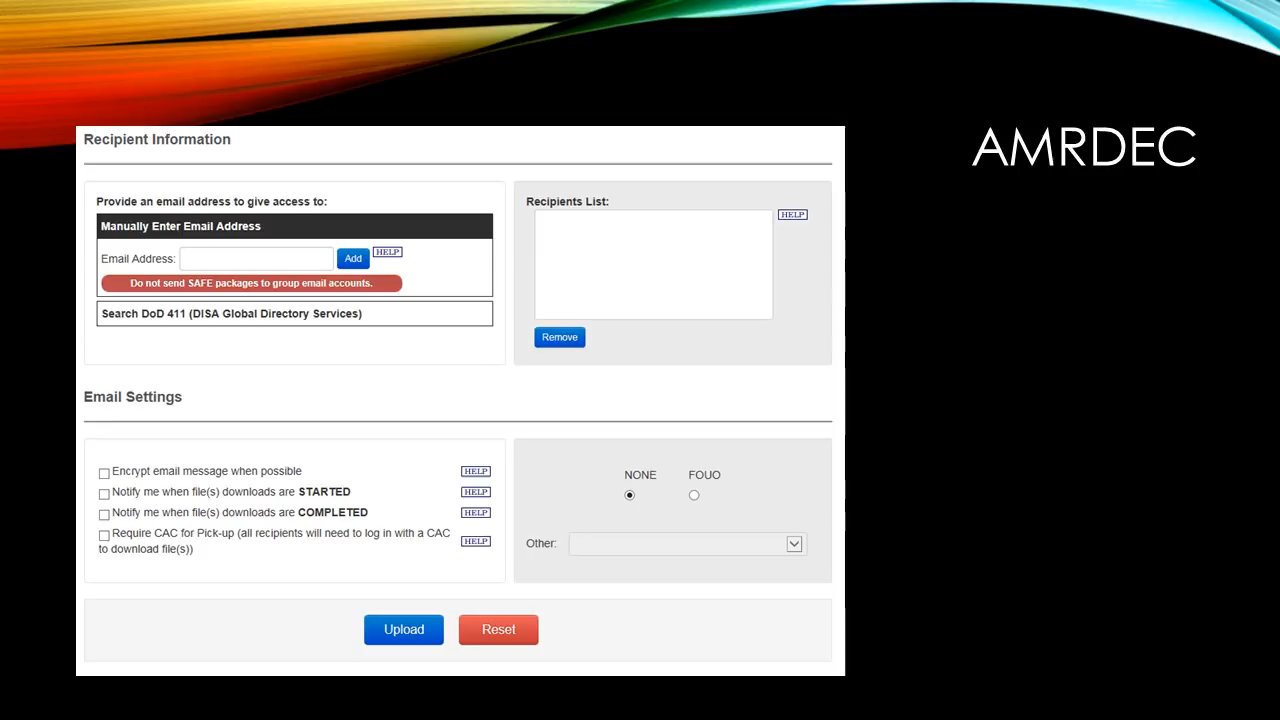 AMRDEC
Recipient Information
Provide an email address to give access to:
Manually Enter Email Address
Email Address:
Add
HELP
Do not send SAFE packages to group email accounts.
Search DoD 411 (DISA Global Directory Services)
Recipients List:
HELP
Remove
Email Settings
Encrypt email message when possible
HELP
Notify me when file(s) downloads are STARTED
HELP
Notify me when file(s) downloads are COMPLETED
HELP
Require CAC for Pick-up (all recipients will need to log in with a CAC
to download file(s))
HELP
NONE FOUO
Other:
Upload Reset